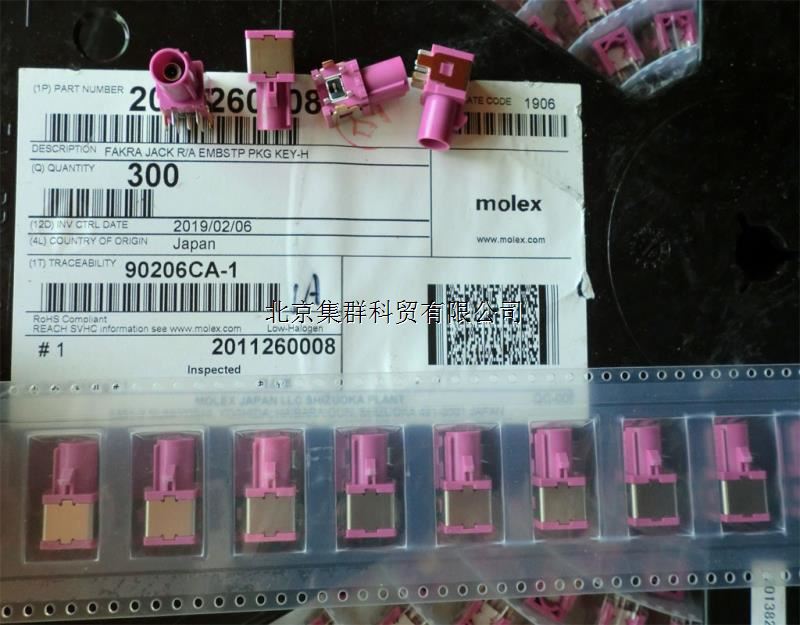 (1P) PART NUMBER
DATE CODE 1906
DESCRIPTION FAKRA JACK R/A EMBSTP PKG KEY-H
(Q) QUANTITY 300
molex
www.molex.com
(12D) INV CTRL DATE 2019/02/06
(4L) COUNTRY OF ORIGIN Japan
(1T) TRACEABILITY 90206CA-1
1A
北京集群科贸有限公司
RoHS Compliant
REACH SVHC information see www.molex.com Low-Halogen
# 1 2011260008
Inspected
MOLEX JAPAN LLC SHIZUOKA PLANT